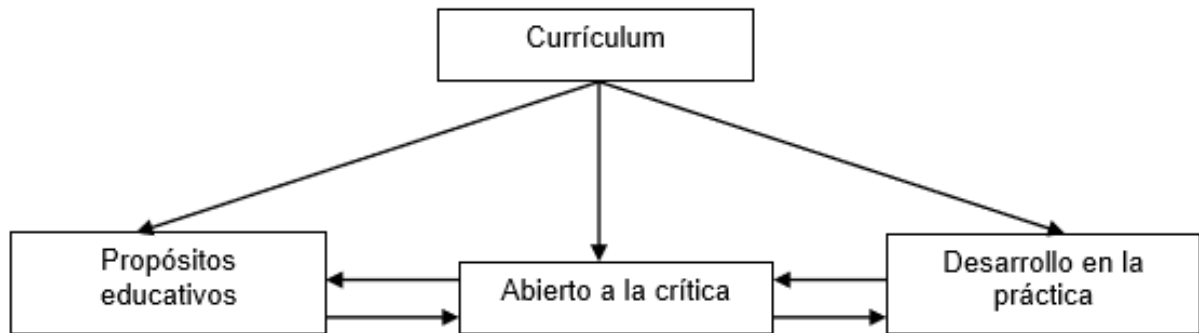 Currículum
Propósitos
educativos
Abierto a la crítica
Desarrollo en la
práctica